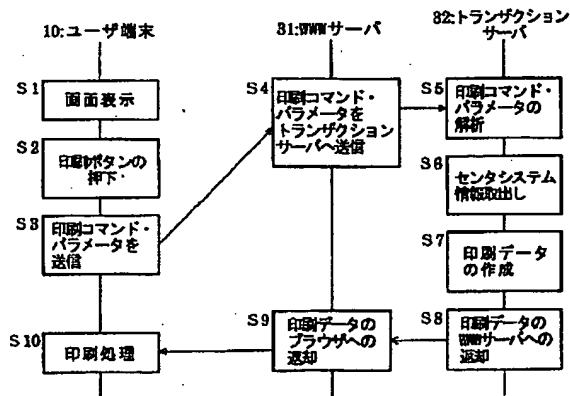 10:ユーザ端末
31:WWWサーバ
32:トランザクション
サーバ
S1
画面表示
S2
印刷ボタンの
押下
S3
印刷コマンド・
パラメータを
送信
S4
印刷コマンド・
パラメータを
トランザクション
サーバへ送信
S5
印刷コマンド・
パラメータの
解析
S6
センタシステム
情報取出し
S7
印刷データ
の作成
S8
印刷データの
WWWサーバへの
返却
S9
印刷データの
ブラウザへの
返却
S10
印刷処理